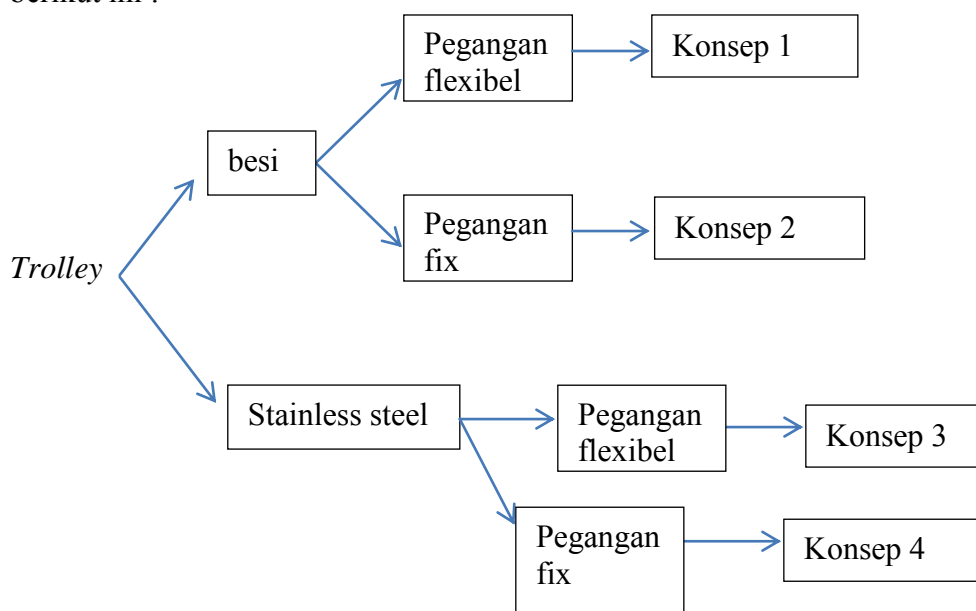 Pegangan
flexibel
Konsep 1
besi
Pegangan
fix
Konsep 2
Trolley
Stainless steel
Pegangan
flexibel
Konsep 3
Pegangan
fix
Konsep 4